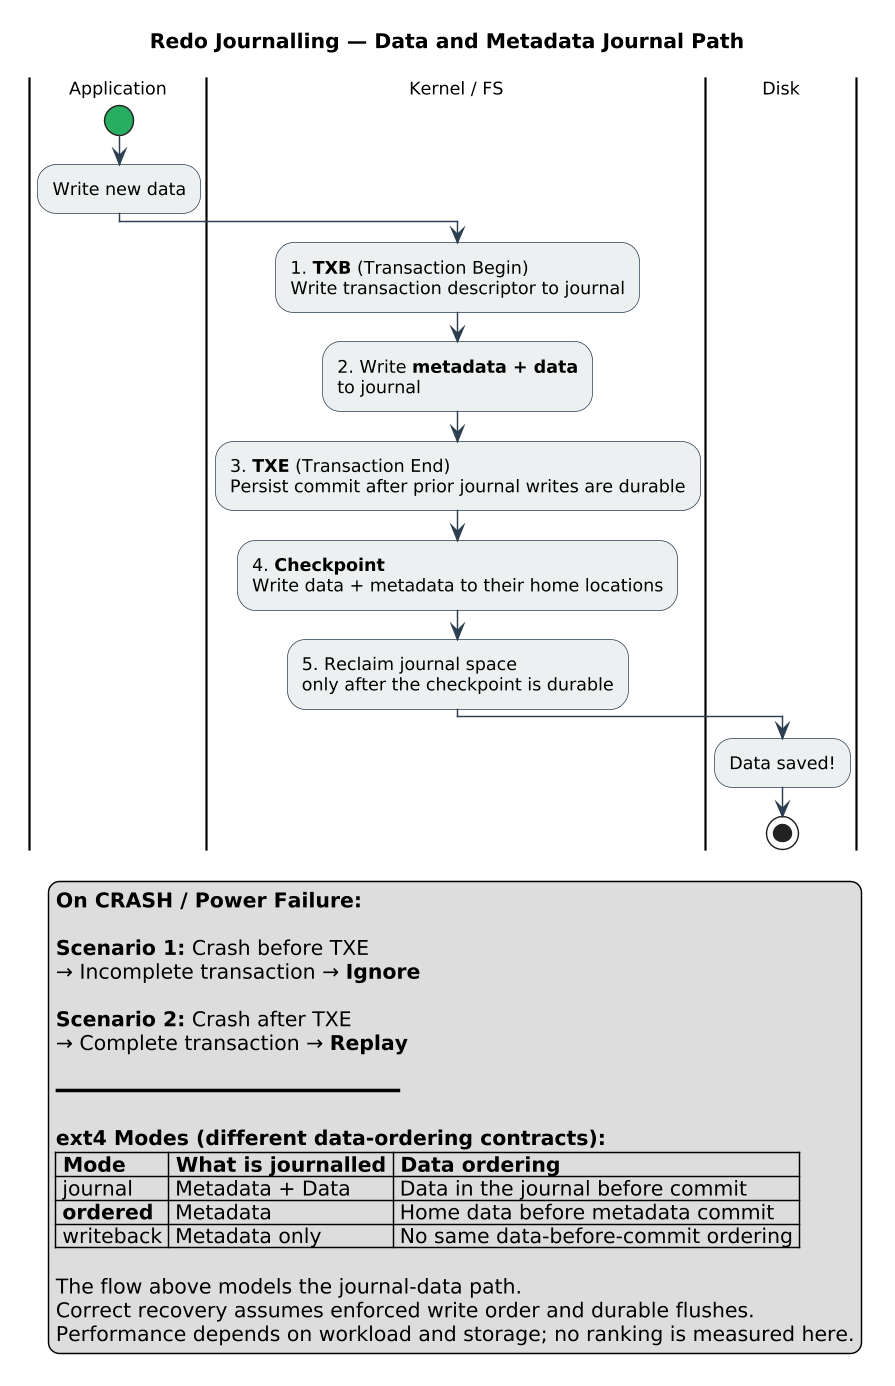 Redo Journalling — Data and Metadata Journal Path
Application
Kernel / FS
Disk
Write new data
1. TXB (Transaction Begin)
Write transaction descriptor to journal
2. Write metadata + data
to journal
3. TXE (Transaction End)
Persist commit after prior journal writes are durable
4. Checkpoint
Write data + metadata to their home locations
5. Reclaim journal space
only after the checkpoint is durable
Data saved!
On CRASH / Power Failure:
Scenario 1: Crash before TXE
→ Incomplete transaction → Ignore
Scenario 2: Crash after TXE
→ Complete transaction → Replay
ext4 Modes (different data-ordering contracts):
Mode What is journalled Data ordering
journal Metadata + Data Data in the journal before commit
ordered Metadata Home data before metadata commit
writeback Metadata only No same data-before-commit ordering
The flow above models the journal-data path.
Correct recovery assumes enforced write order and durable flushes.
Performance depends on workload and storage; no ranking is measured here.